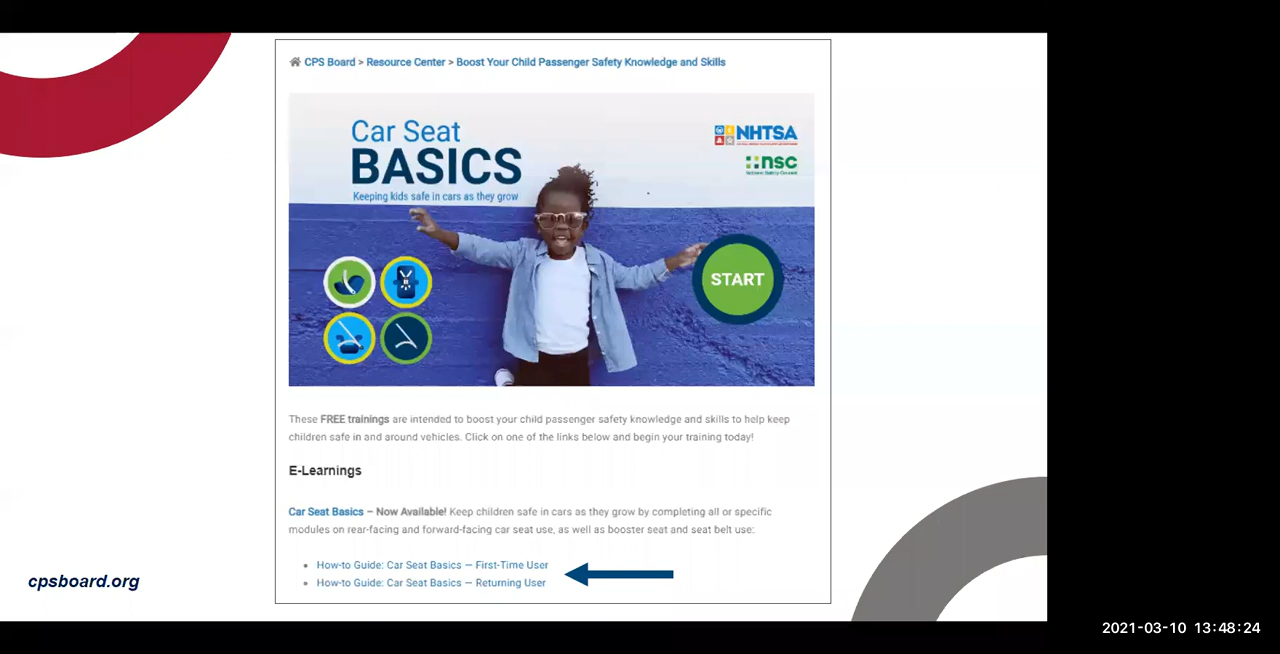 CPS Board > Resource Center > Boost Your Child Passenger Safety Knowledge and Skills
Car Seat
BASICS
Keeping kids safe in cars as they grow
NHTSA
nsc
National Safety Council
START
These FREE trainings are intended to boost your child passenger safety knowledge and skills to help keep
children safe in and around vehicles. Click on one of the links below and begin your training today!
E-Learnings
Car Seat Basics – Now Available! Keep children safe in cars as they grow by completing all or specific
modules on rear-facing and forward-facing car seat use, as well as booster seat and seat belt use:
• How-to Guide: Car Seat Basics — First-Time User
• How-to Guide: Car Seat Basics — Returning User
cpsboard.org
2021-03-10 13:48:24